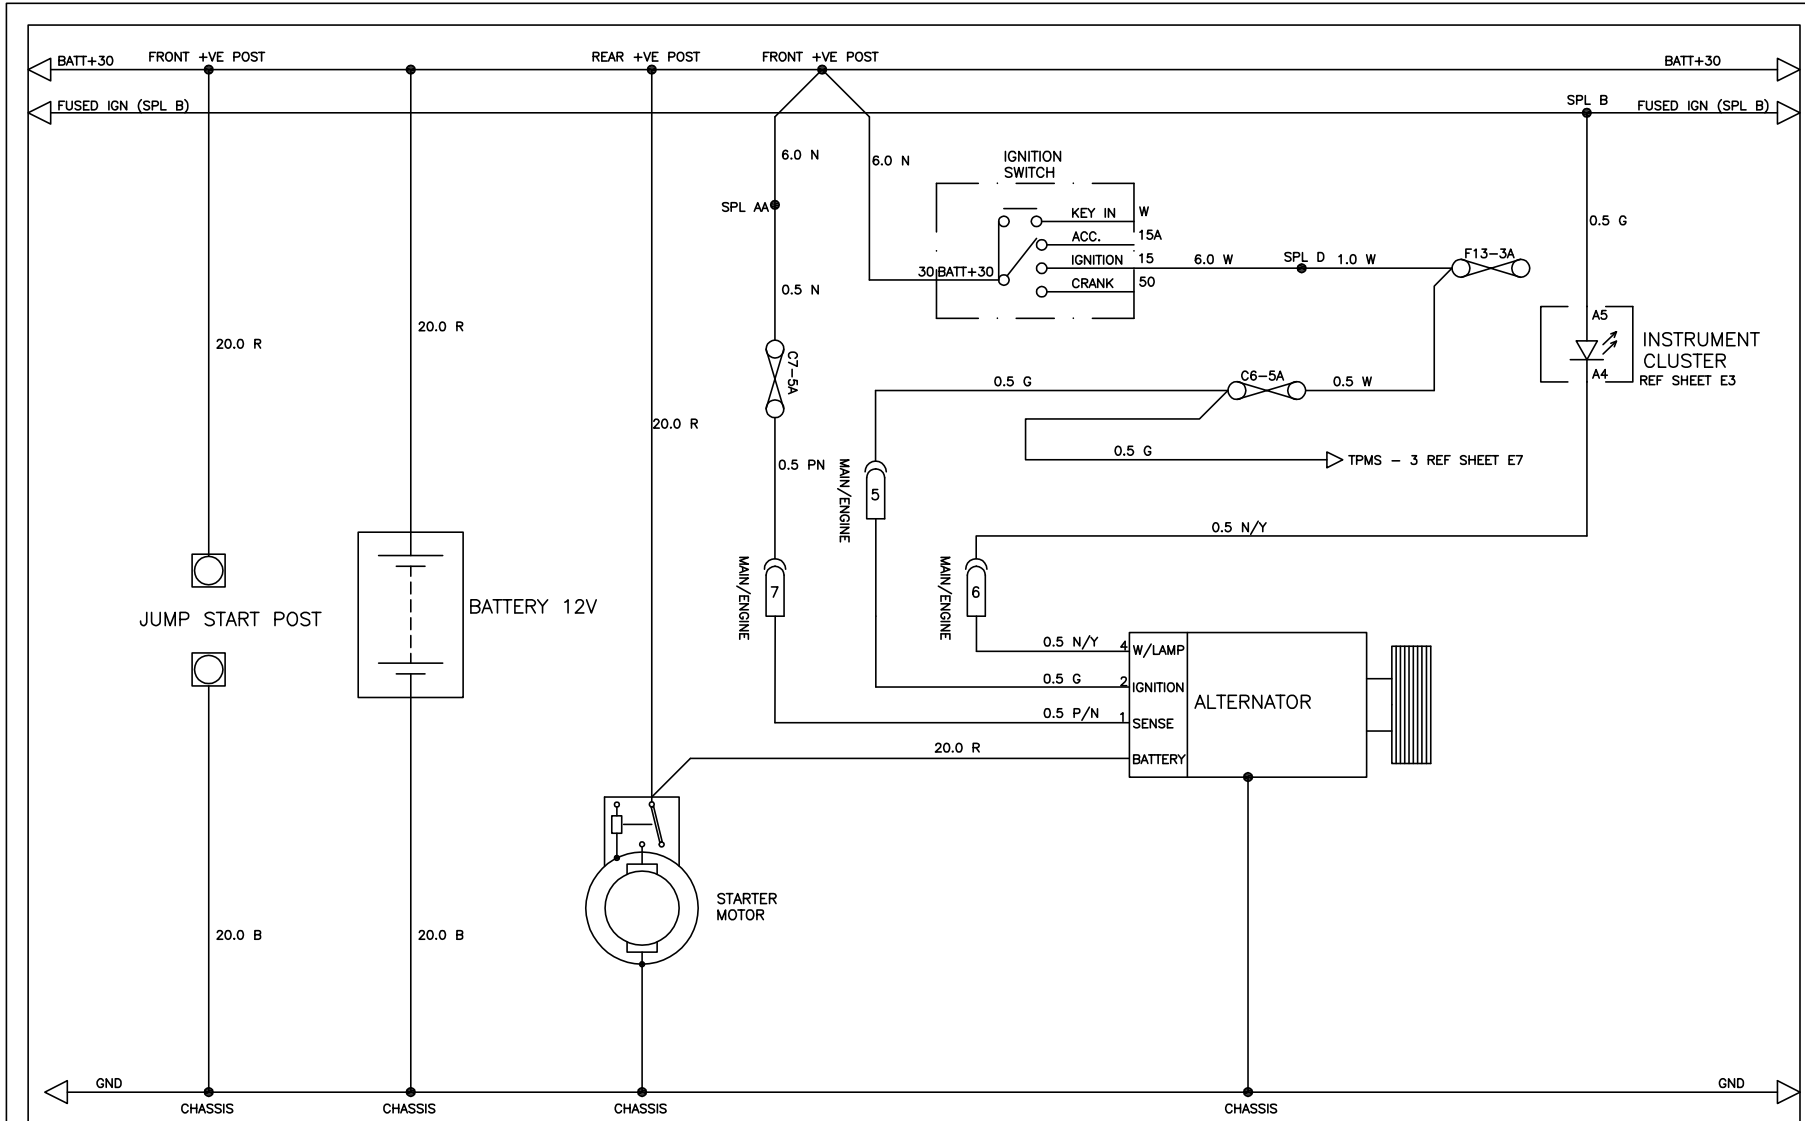 BATT+30
FRONT +VE POST
REAR +VE POST
FRONT +VE POST
BATT+30
FUSED IGN (SPL B)
SPL B
FUSED IGN (SPL B)
6.0 N
6.0 N
IGNITION
SWITCH
SPL AA
KEY IN
W
ACC.
15A
IGNITION
15
CRANK
50
30
BATT+30
6.0 W
SPL D
1.0 W
F13-3A
0.5 G
0.5 N
20.0 R
20.0 R
A5
INSTRUMENT
CLUSTER
REF SHEET E3
A4
C7-5A
0.5 G
C6-5A
0.5 W
20.0 R
0.5 G
TPMS - 3 REF SHEET E7
0.5 PN
MAIN/ENGINE
5
0.5 N/Y
MAIN/ENGINE
7
MAIN/ENGINE
6
JUMP START POST
BATTERY 12V
0.5 N/Y
4
W/LAMP
0.5 G
2
IGNITION
ALTERNATOR
0.5 P/N
1
SENSE
20.0 R
BATTERY
STARTER
MOTOR
20.0 B
20.0 B
GND
GND
CHASSIS
CHASSIS
CHASSIS
CHASSIS